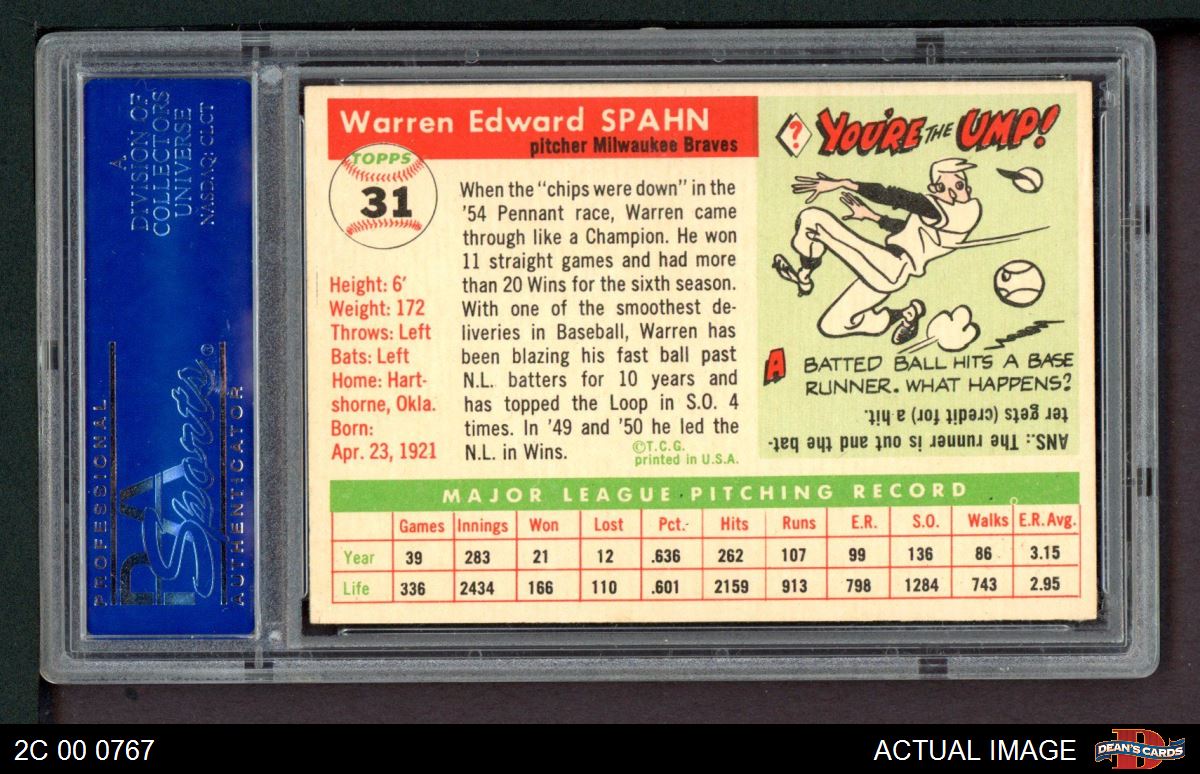 A
DIVISION OF
COLLECTORS
UNIVERSE
NASDAQ: CLCT
PROFESSIONAL
PSA
Sports®
AUTHENTICATOR
Warren Edward SPAHN
pitcher Milwaukee Braves
TOPPS
31
When the "chips were down" in the
'54 Pennant race, Warren came
through like a Champion. He won
11 straight games and had more
than 20 Wins for the sixth season.
With one of the smoothest de-
liveries in Baseball, Warren has
been blazing his fast ball past
N.L. batters for 10 years and
has topped the Loop in S.O. 4
times. In '49 and '50 he led the
N.L. in Wins.
©T.C.G.
printed in U.S.A.
Height: 6'
Weight: 172
Throws: Left
Bats: Left
Home: Hart-
shorne, Okla.
Born:
Apr. 23, 1921
? YOU'RE THE UMP!
A BATTED BALL HITS A BASE
RUNNER. WHAT HAPPENS?
ANS.: The runner is out and the bat-
ter gets (credit for) a hit.
MAJOR LEAGUE PITCHING RECORD
Games Innings Won Lost Pct. Hits Runs E.R. S.O. Walks E.R.Avg.
Year 39 283 21 12 .636 262 107 99 136 86 3.15
Life 336 2434 166 110 .601 2159 913 798 1284 743 2.95
2C 00 0767
ACTUAL IMAGE
DEAN'S CARDS